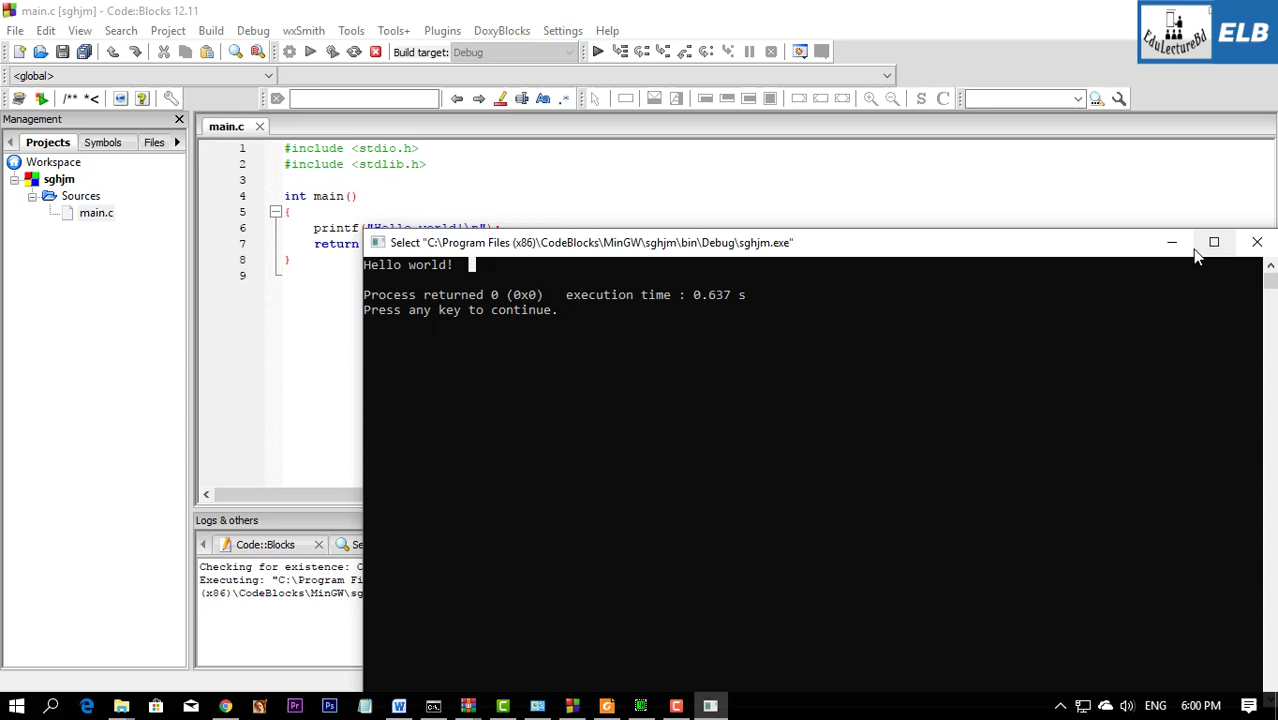 main.c [sghjm] - Code::Blocks 12.11
File Edit View Search Project Build Debug wxSmith Tools Tools+ Plugins DoxyBlocks Settings Help
Build target: Debug
<global>
/** *<
S C
Management
Projects Symbols Files
Workspace
sghjm
Sources
main.c
main.c
1 #include <stdio.h>
2 #include <stdlib.h>
3
4 int main()
5 {
6 printf("Hello world!\n");
7 return
8 }
9
Select "C:\Program Files (x86)\CodeBlocks\MinGW\sghjm\bin\Debug\sghjm.exe"
Hello world!
Process returned 0 (0x0) execution time : 0.637 s
Press any key to continue.
Logs & others
Code::Blocks Se
Checking for existence: C
Executing: "C:\Program Fi
(x86)\CodeBlocks\MinGW\sg
EduLectureBd
ELB
ENG 6:00 PM